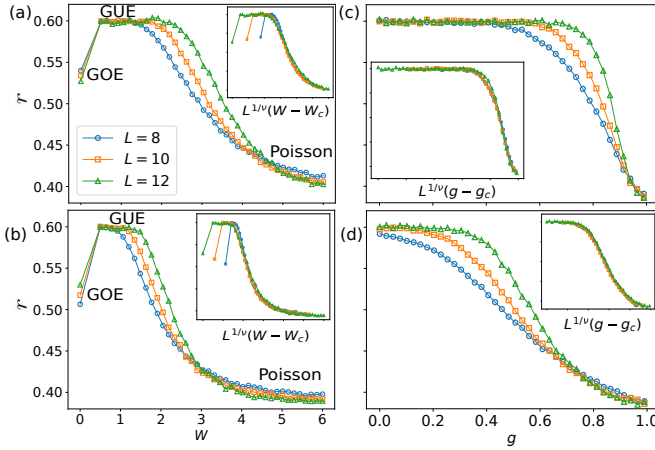 (a)
GUE
GOE
0.60
0.55
0.50
0.45
0.40
r
L = 8
L = 10
L = 12
Poisson
L^{1/ν}(W − W_c)
(c)
L^{1/ν}(g − g_c)
(b)
GUE
GOE
0.60
0.55
0.50
0.45
0.40
r
Poisson
L^{1/ν}(W − W_c)
0 1 2 3 4 5 6
W
(d)
L^{1/ν}(g − g_c)
0.0 0.2 0.4 0.6 0.8 1.0
g